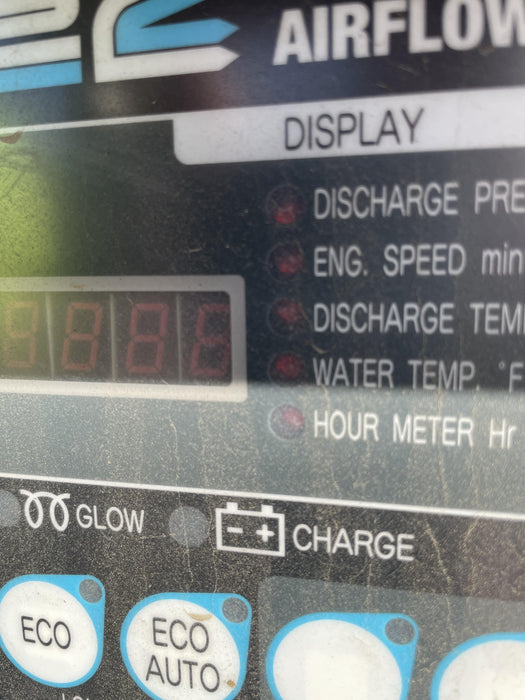 AIRFLOW
DISPLAY
DISCHARGE PRE
ENG. SPEED min
DISCHARGE TEM
WATER TEMP. °F
HOUR METER Hr
GLOW
CHARGE
ECO
ECO
AUTO